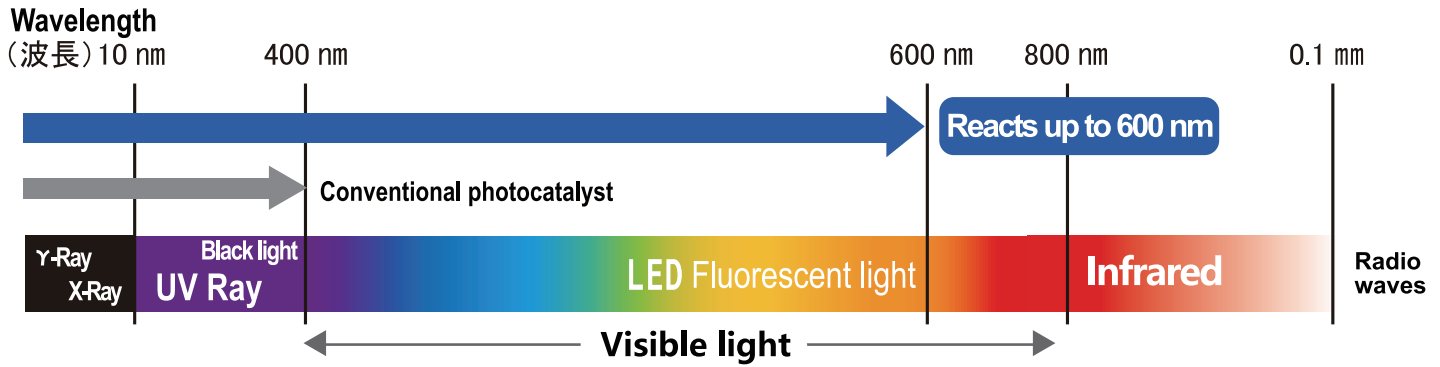 Wavelength
（波長）10 nm 400 nm 600 nm 800 nm 0.1 mm
Reacts up to 600 nm
Conventional photocatalyst
γ-Ray
X-Ray
Black light
UV Ray
LED Fluorescent light
Infrared
Radio
waves
Visible light